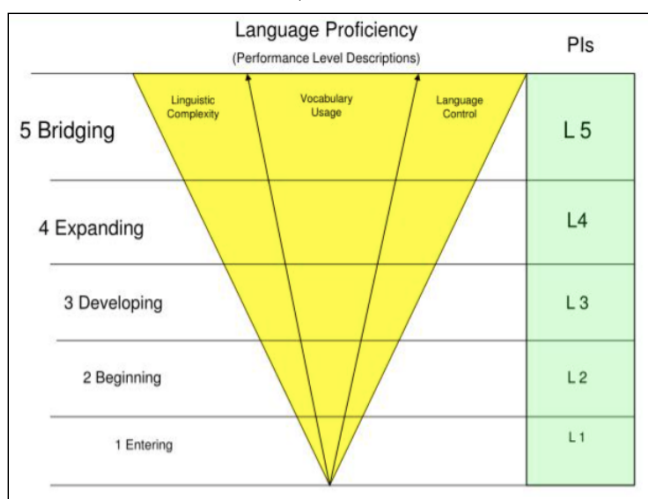 Language Proficiency
(Performance Level Descriptions)
PIs
Linguistic
Complexity
Vocabulary
Usage
Language
Control
5 Bridging
L 5
4 Expanding
L4
3 Developing
L 3
2 Beginning
L 2
1 Entering
L 1